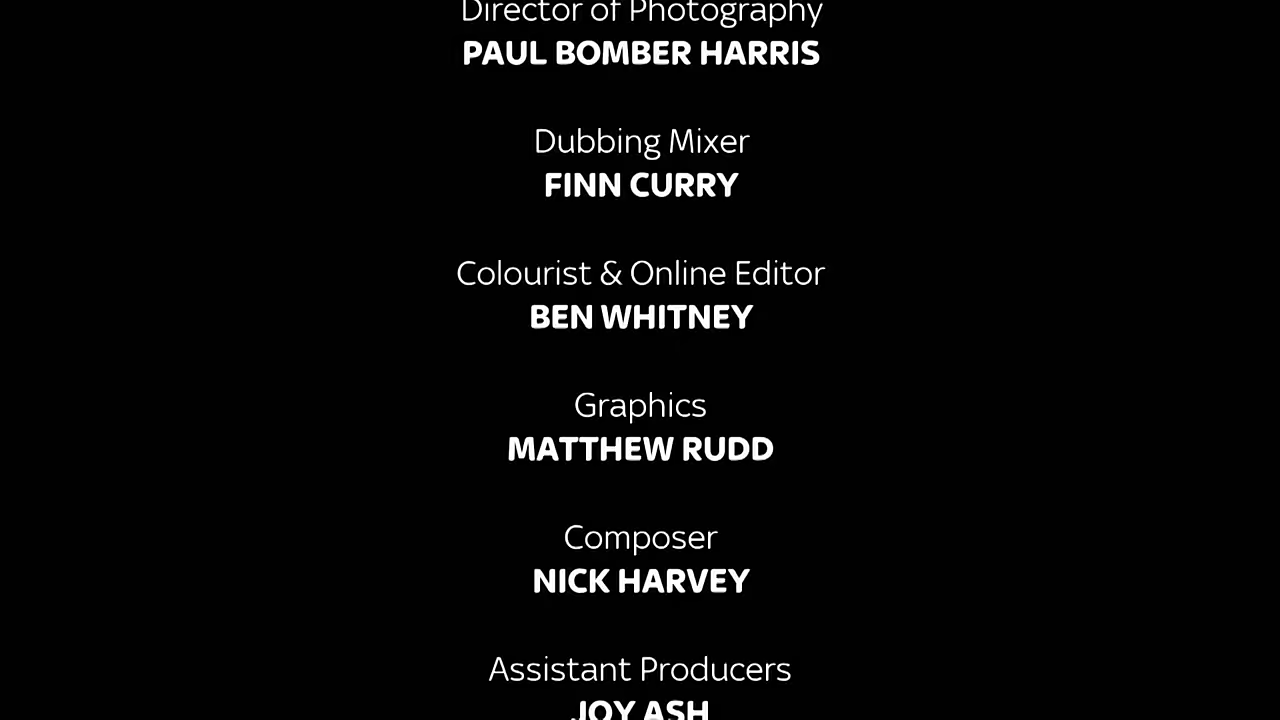 Director of Photography
PAUL BOMBER HARRIS
Dubbing Mixer
FINN CURRY
Colourist & Online Editor
BEN WHITNEY
Graphics
MATTHEW RUDD
Composer
NICK HARVEY
Assistant Producers
JOY ASH